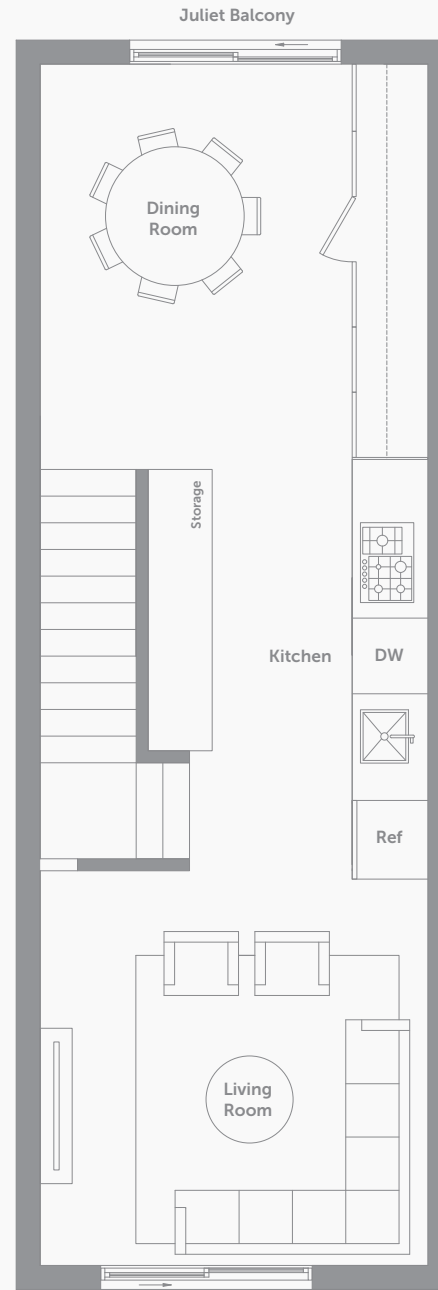 Juliet Balcony
Dining
Room
Storage
Kitchen
DW
Ref
Living
Room